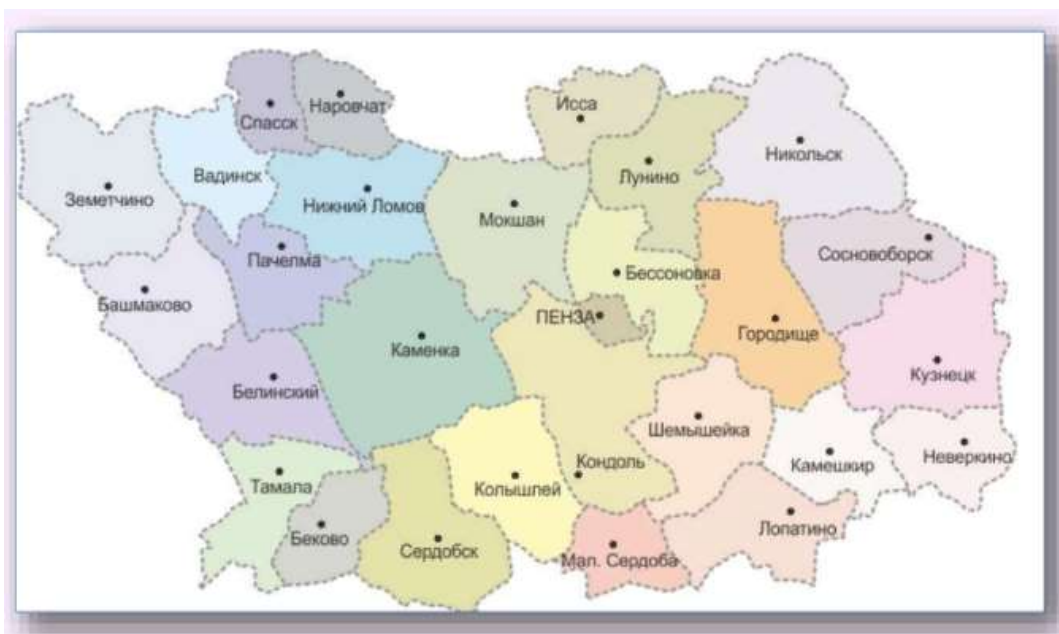 Спасск
Наровчат
Исса
Никольск
Вадинск
Лунино
Земетчино
Нижний Ломов
Мокшан
Пачелма
Сосновоборск
Бессоновка
Башмаково
ПЕНЗА
Городище
Каменка
Кузнецк
Белинский
Шемышейка
Неверкино
Камешкир
Кондоль
Тамала
Колышлей
Лопатино
Беково
Сердобск
Мал. Сердоба